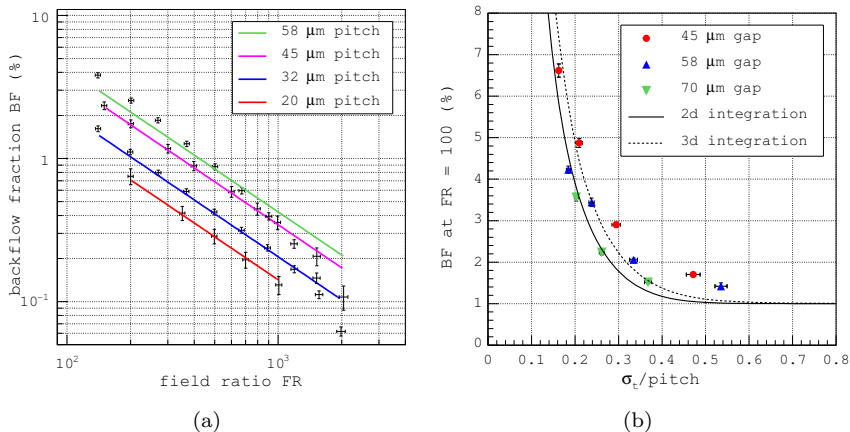 10
1
10⁻¹
backflow fraction BF (%)
58 μm pitch
45 μm pitch
32 μm pitch
20 μm pitch
10²
10³
field ratio FR
(a)
8
7
6
5
4
3
2
1
0
BF at FR = 100 (%)
45 μm gap
58 μm gap
70 μm gap
2d integration
3d integration
0 0.1 0.2 0.3 0.4 0.5 0.6 0.7 0.8
σₜ/pitch
(b)